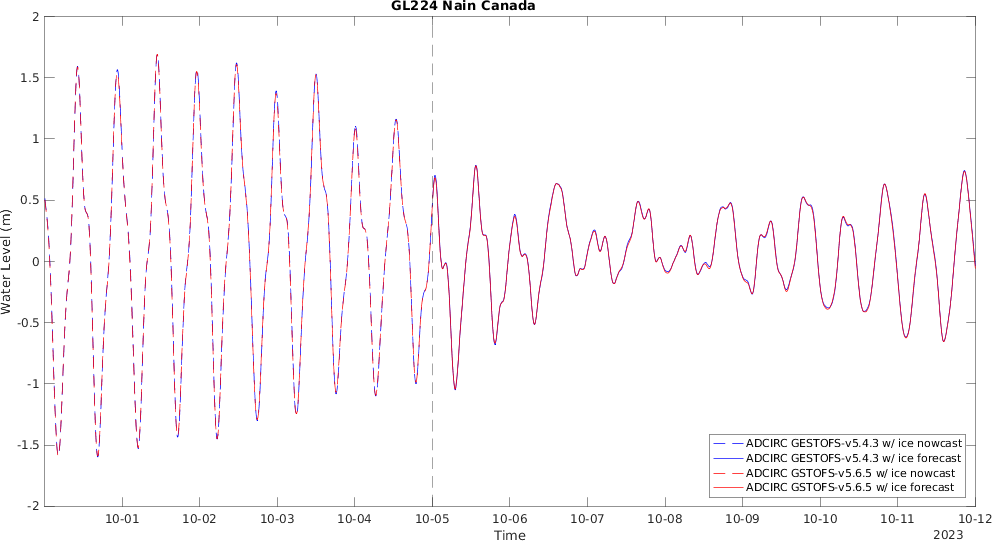 GL224 Nain Canada
2
1.5
1
0.5
0
-0.5
-1
-1.5
-2
Water Level (m)
ADCIRC GESTOFS-v5.4.3 w/ ice nowcast
ADCIRC GESTOFS-v5.4.3 w/ ice forecast
ADCIRC GSTOFS-v5.6.5 w/ ice nowcast
ADCIRC GSTOFS-v5.6.5 w/ ice forecast
10-01 10-02 10-03 10-04 10-05 10-06 10-07 10-08 10-09 10-10 10-11 10-12
Time
2023